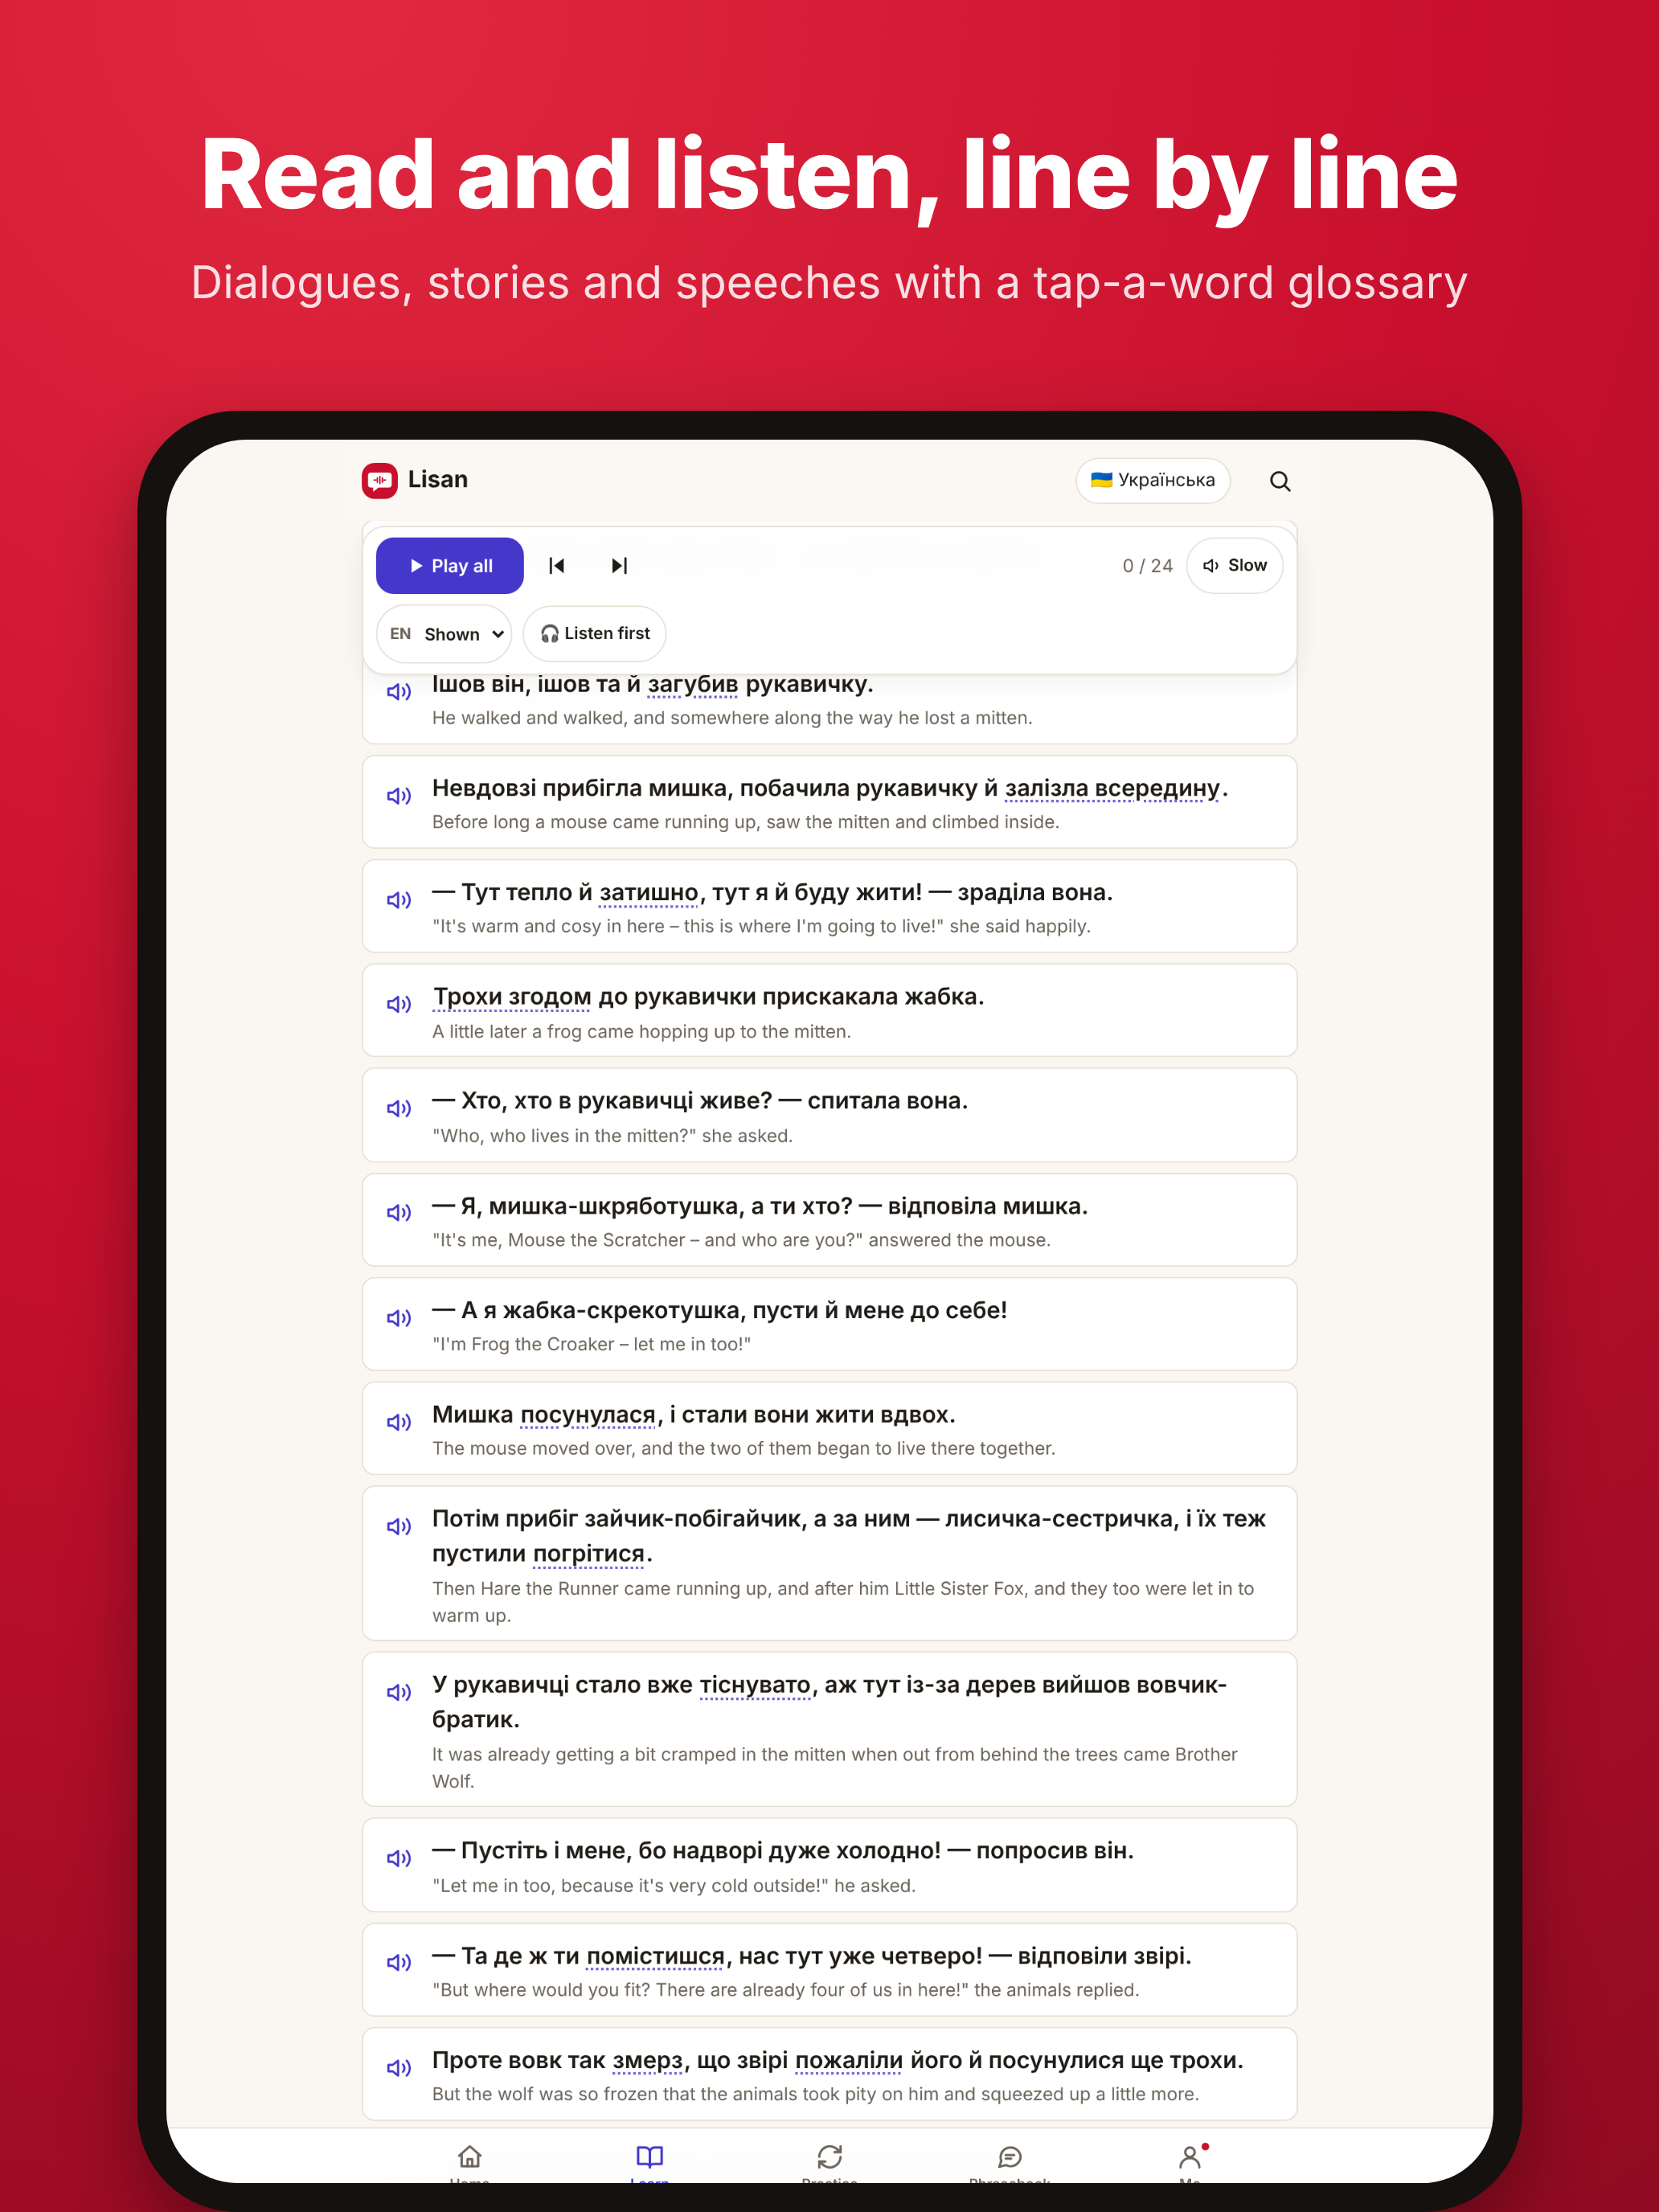 Read and listen, line by line
Dialogues, stories and speeches with a tap-a-word glossary
Lisan
🇺🇦 Українська
Play all
0 / 24
Slow
EN Shown
🎧 Listen first
Ішов він, ішов та й загубив рукавичку.
He walked and walked, and somewhere along the way he lost a mitten.
Невдовзі прибігла мишка, побачила рукавичку й залізла всередину.
Before long a mouse came running up, saw the mitten and climbed inside.
— Тут тепло й затишно, тут я й буду жити! — зраділа вона.
"It's warm and cosy in here – this is where I'm going to live!" she said happily.
Трохи згодом до рукавички прискакала жабка.
A little later a frog came hopping up to the mitten.
— Хто, хто в рукавичці живе? — спитала вона.
"Who, who lives in the mitten?" she asked.
— Я, мишка-шкряботушка, а ти хто? — відповіла мишка.
"It's me, Mouse the Scratcher – and who are you?" answered the mouse.
— А я жабка-скрекотушка, пусти й мене до себе!
"I'm Frog the Croaker – let me in too!"
Мишка посунулася, і стали вони жити вдвох.
The mouse moved over, and the two of them began to live there together.
Потім прибіг зайчик-побігайчик, а за ним — лисичка-сестричка, і їх теж
пустили погрітися.
Then Hare the Runner came running up, and after him Little Sister Fox, and they too were let in to
warm up.
У рукавичці стало вже тіснувато, аж тут із-за дерев вийшов вовчик-
братик.
It was already getting a bit cramped in the mitten when out from behind the trees came Brother
Wolf.
— Пустіть і мене, бо надворі дуже холодно! — попросив він.
"Let me in too, because it's very cold outside!" he asked.
— Та де ж ти помістишся, нас тут уже четверо! — відповіли звірі.
"But where would you fit? There are already four of us in here!" the animals replied.
Проте вовк так змерз, що звірі пожаліли його й посунулися ще трохи.
But the wolf was so frozen that the animals took pity on him and squeezed up a little more.